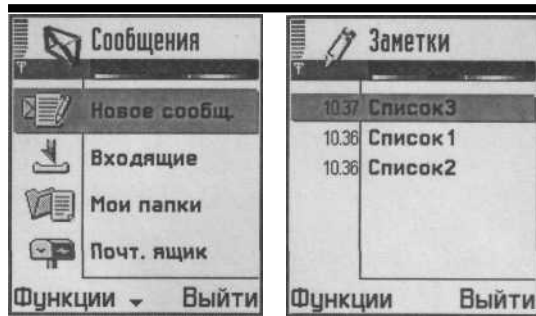 Сообщения
Новое сообщ.
Входящие
Мои папки
Почт. ящик
Функции Выйти
Заметки
10.37 Список3
10.36 Список1
10.36 Список2
Функции Выйти